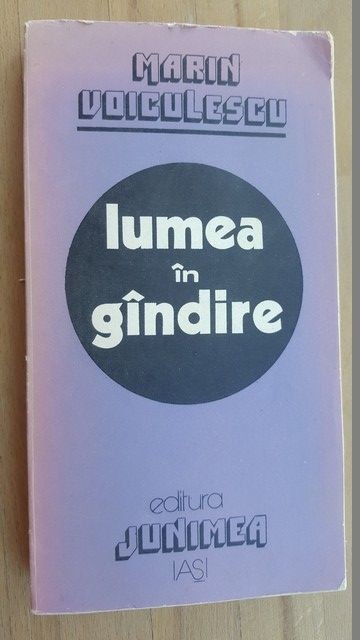 MARIN
VOICULESCU
lumea
în
gîndire
editura
JUNIMEA
IAȘI